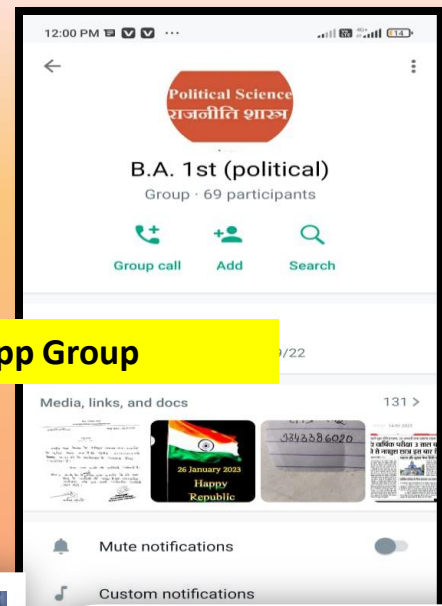 12:00 PM
14
Political Science
राजनीति शास्त्र
B.A. 1st (political)
Group · 69 participants
Group call Add Search
pp Group
9/22
Media, links, and docs 131 >
26 January 2023
Happy
Republic
9343386020
Mute notifications
Custom notifications